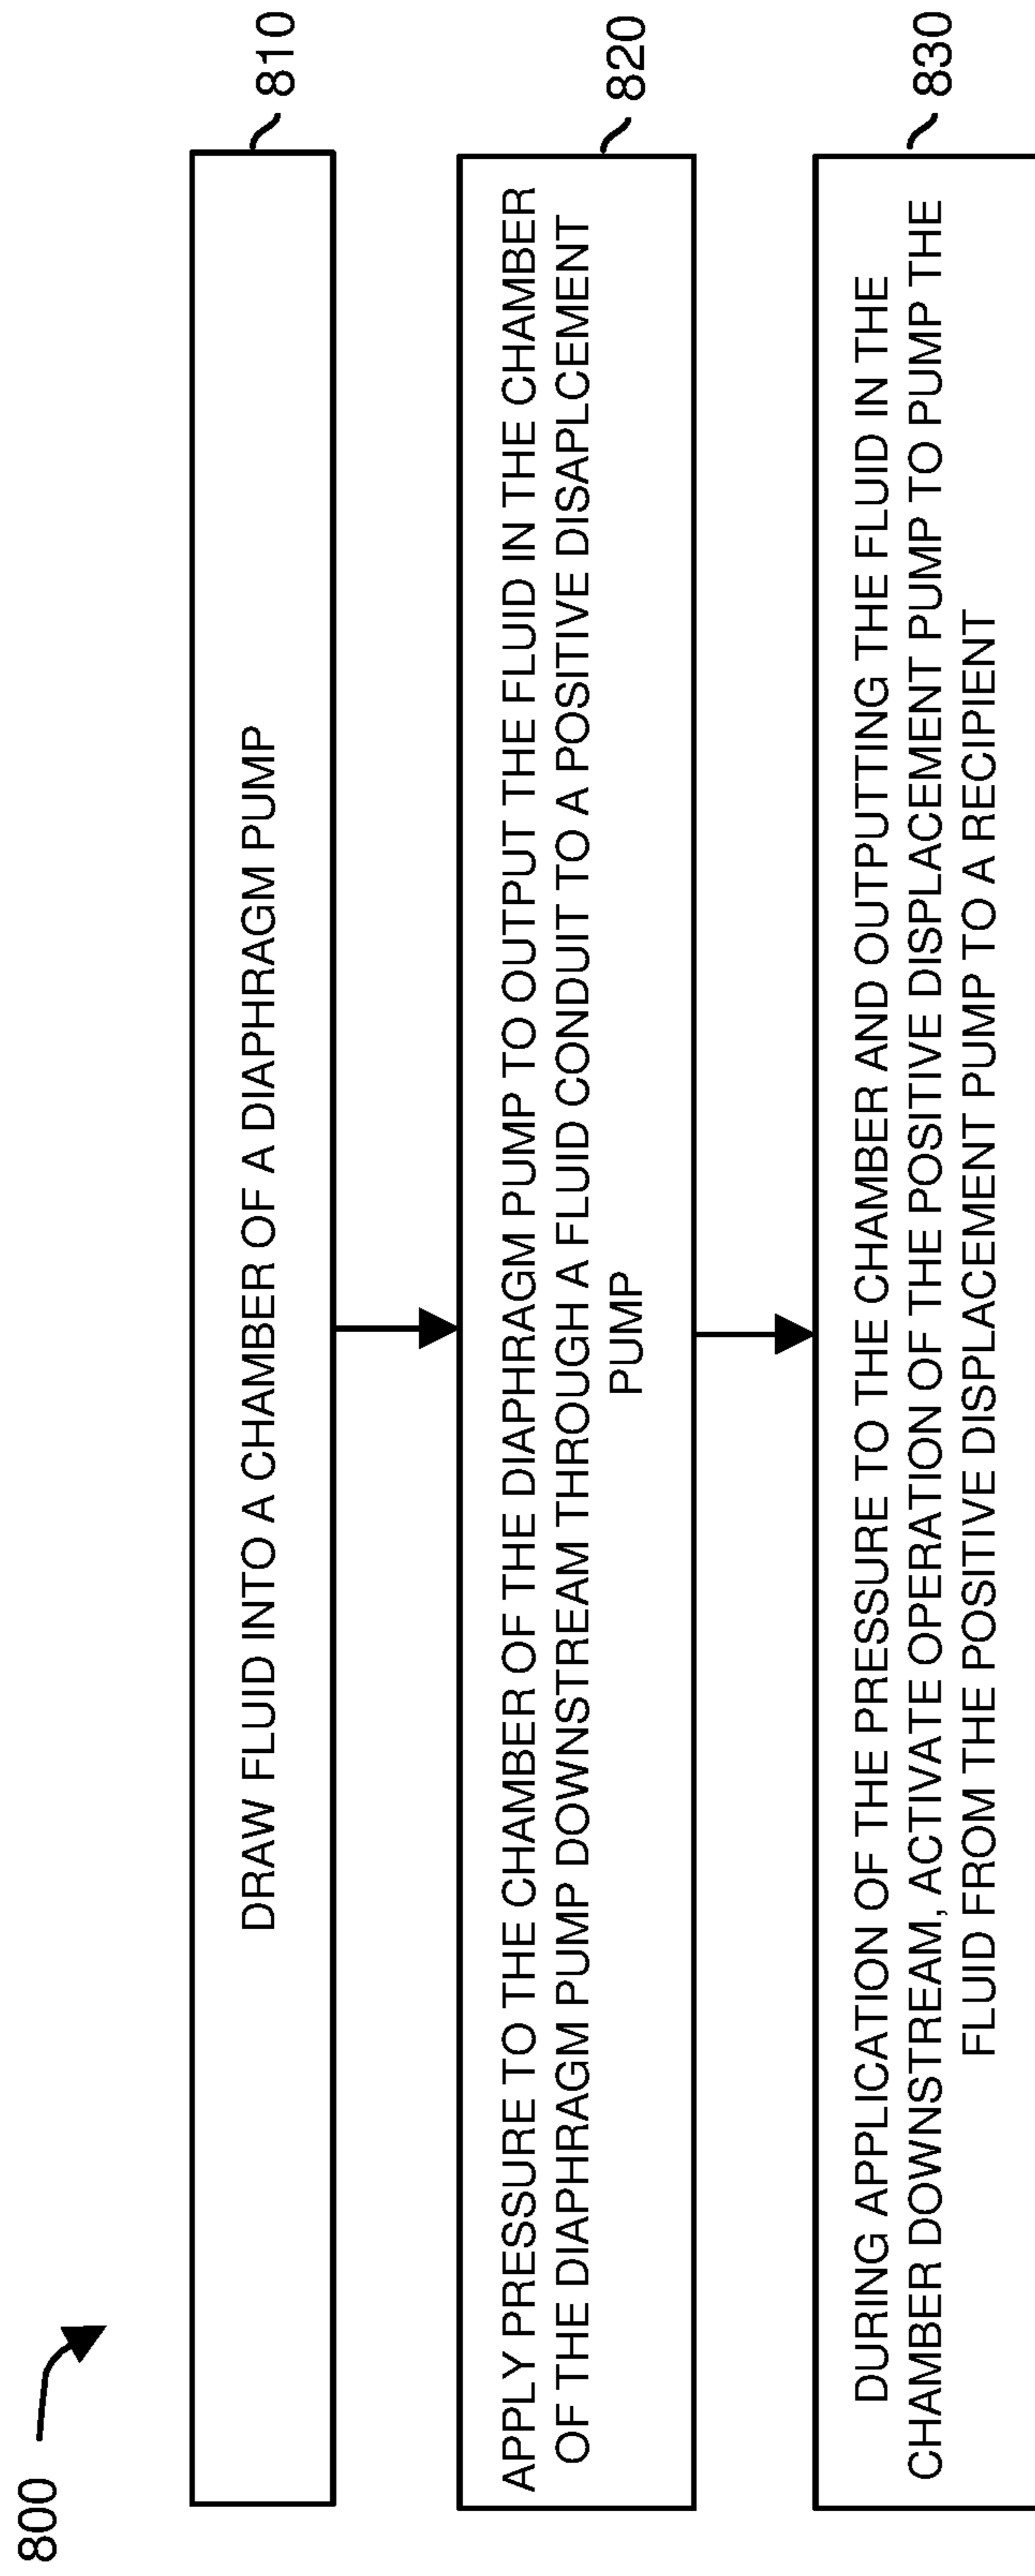 800
DRAW FLUID INTO A CHAMBER OF A DIAPHRAGM PUMP
810
APPLY PRESSURE TO THE CHAMBER OF THE DIAPHRAGM PUMP TO OUTPUT THE FLUID IN THE CHAMBER
OF THE DIAPHRAGM PUMP DOWNSTREAM THROUGH A FLUID CONDUIT TO A POSITIVE DISAPLCEMENT
PUMP
820
DURING APPLICATION OF THE PRESSURE TO THE CHAMBER AND OUTPUTTING THE FLUID IN THE
CHAMBER DOWNSTREAM, ACTIVATE OPERATION OF THE POSITIVE DISPLACEMENT PUMP TO PUMP THE
FLUID FROM THE POSITIVE DISPLACEMENT PUMP TO A RECIPIENT
830